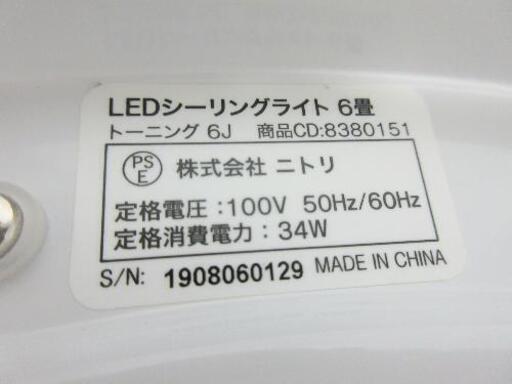 LEDシーリングライト 6畳
トーニング 6J 商品CD:8380151
PSE 株式会社 ニトリ
定格電圧:100V 50Hz/60Hz
定格消費電力:34W
S/N: 1908060129 MADE IN CHINA